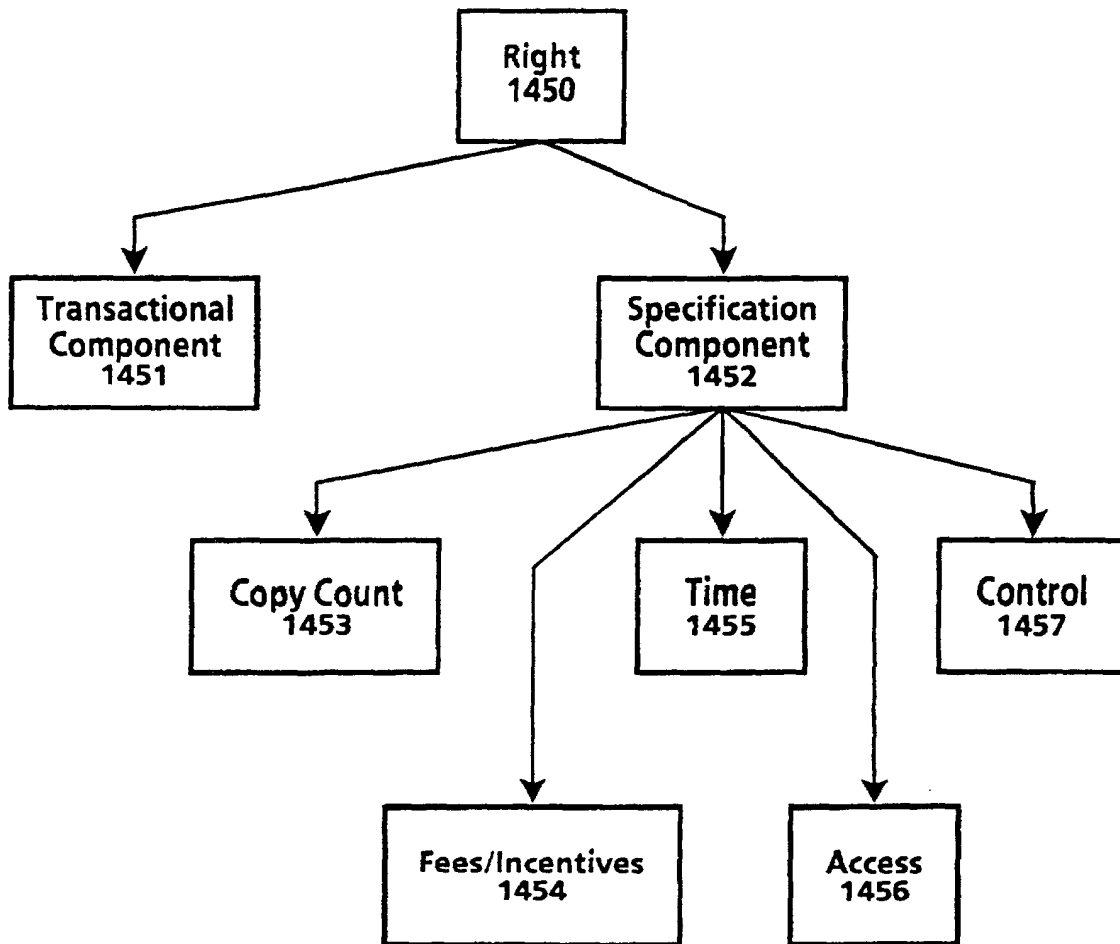 Right
1450
Transactional
Component
1451
Specification
Component
1452
Copy Count
1453
Time
1455
Control
1457
Fees/Incentives
1454
Access
1456